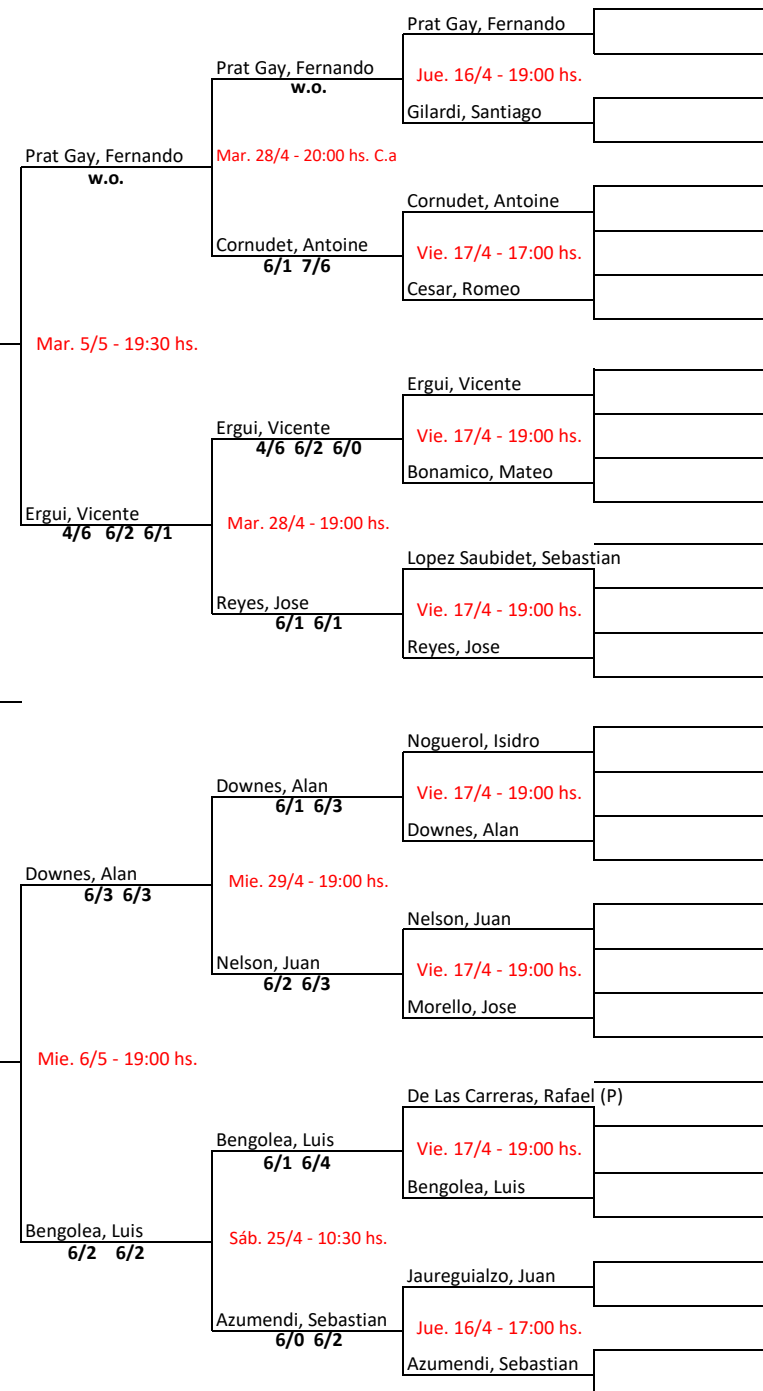 Prat Gay, Fernando
Prat Gay, Fernando
w.o.
Jue. 16/4 - 19:00 hs.
Gilardi, Santiago
Prat Gay, Fernando
w.o.
Mar. 28/4 - 20:00 hs. C.a
Cornudet, Antoine
Cornudet, Antoine
6/1 7/6
Vie. 17/4 - 17:00 hs.
Cesar, Romeo
Mar. 5/5 - 19:30 hs.
Ergui, Vicente
Ergui, Vicente
4/6 6/2 6/0
Vie. 17/4 - 19:00 hs.
Bonamico, Mateo
Ergui, Vicente
4/6 6/2 6/1
Mar. 28/4 - 19:00 hs.
Lopez Saubidet, Sebastian
Reyes, Jose
6/1 6/1
Vie. 17/4 - 19:00 hs.
Reyes, Jose
Noguerol, Isidro
Downes, Alan
6/1 6/3
Vie. 17/4 - 19:00 hs.
Downes, Alan
Downes, Alan
6/3 6/3
Mie. 29/4 - 19:00 hs.
Nelson, Juan
Nelson, Juan
6/2 6/3
Vie. 17/4 - 19:00 hs.
Morello, Jose
Mie. 6/5 - 19:00 hs.
De Las Carreras, Rafael (P)
Bengolea, Luis
6/1 6/4
Vie. 17/4 - 19:00 hs.
Bengolea, Luis
Bengolea, Luis
6/2 6/2
Sáb. 25/4 - 10:30 hs.
Jaureguialzo, Juan
Azumendi, Sebastian
6/0 6/2
Jue. 16/4 - 17:00 hs.
Azumendi, Sebastian